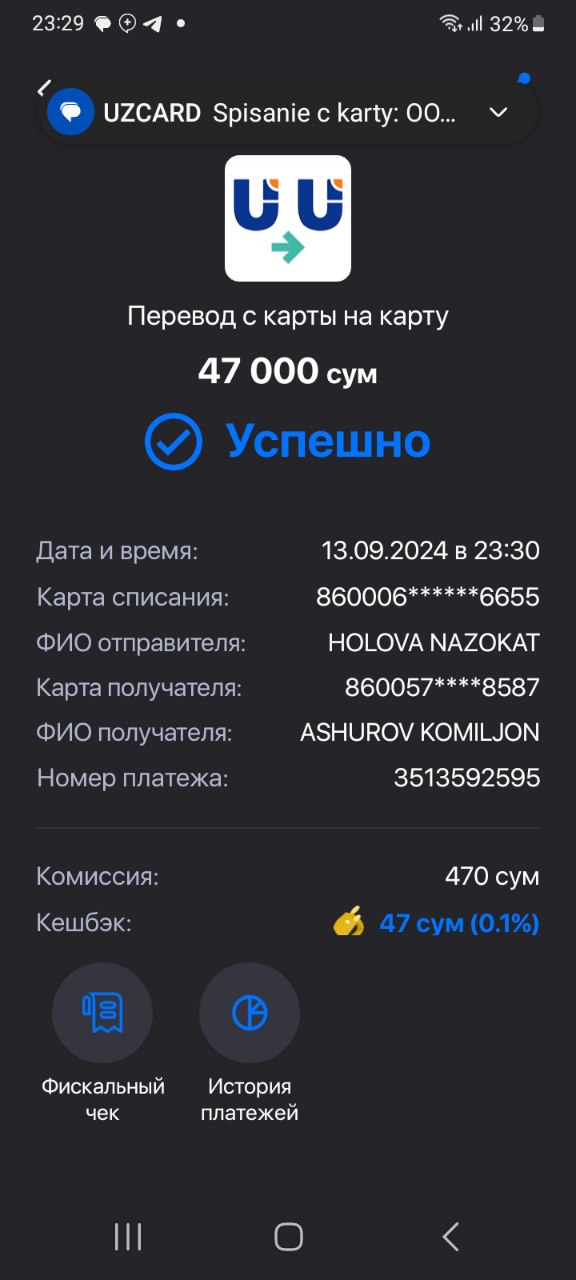 23:29 32%
UZCARD Spisanie c karty: OO...
Перевод с карты на карту
47 000 сум
Успешно
Дата и время: 13.09.2024 в 23:30
Карта списания: 860006******6655
ФИО отправителя: HOLOVA NAZOKAT
Карта получателя: 860057****8587
ФИО получателя: ASHUROV KOMILJON
Номер платежа: 3513592595
Комиссия: 470 сум
Кешбэк: 47 сум (0.1%)
Фискальный
чек
История
платежей